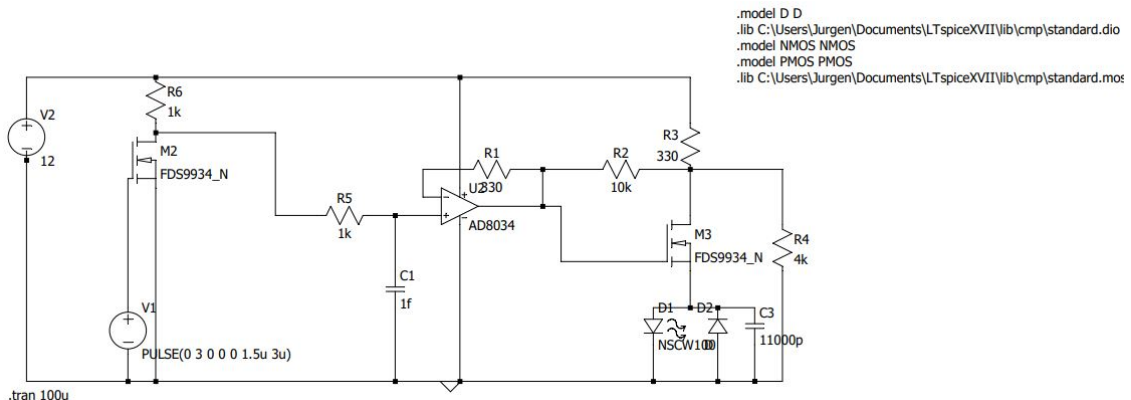 .model D D
.lib C:\Users\Jurgen\Documents\LTspiceXVII\lib\cmp\standard.dio
.model NMOS NMOS
.model PMOS PMOS
.lib C:\Users\Jurgen\Documents\LTspiceXVII\lib\cmp\standard.mos
V2
12
R6
1k
M2
FDS9934_N
V1
PULSE(0 3 0 0 0 1.5u 3u)
R5
1k
C1
1f
R1
330
U2
AD8034
R2
10k
R3
330
M3
FDS9934_N
R4
4k
D1
NSCW100
D2
D
C3
11000p
.tran 100u